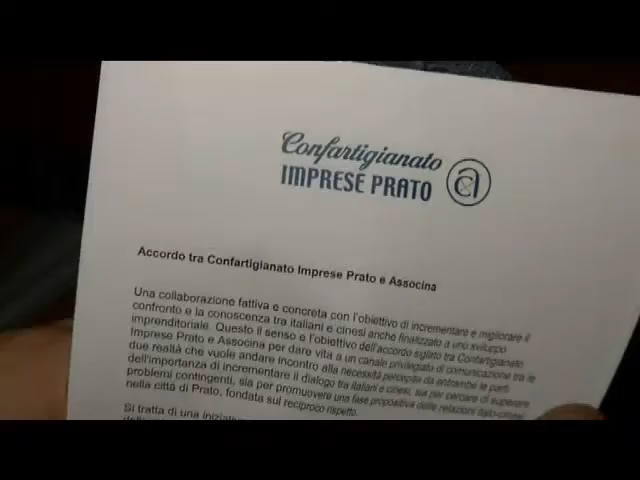 Confartigianato
IMPRESE PRATO
Accordo tra Confartigianato Imprese Prato e Associna
Una collaborazione fattiva e concreta con l'obiettivo di incrementare e migliorare il
confronto e la conoscenza tra italiani e cinesi anche finalizzato a uno sviluppo
imprenditoriale. Questo il senso e l'obiettivo dell'accordo siglato tra Confartigianato
Imprese Prato e Associna per dare vita a un canale privilegiato di comunicazione tra le
due realtà che vuole andare incontro alla necessità percepita da entrambe le parti
dell'importanza di incrementare il dialogo tra italiani e cinesi, sia per cercare di superare
problemi contingenti, sia per promuovere una fase propositiva delle relazioni italo-cinesi
nella città di Prato, fondata sul reciproco rispetto.
Si tratta di una